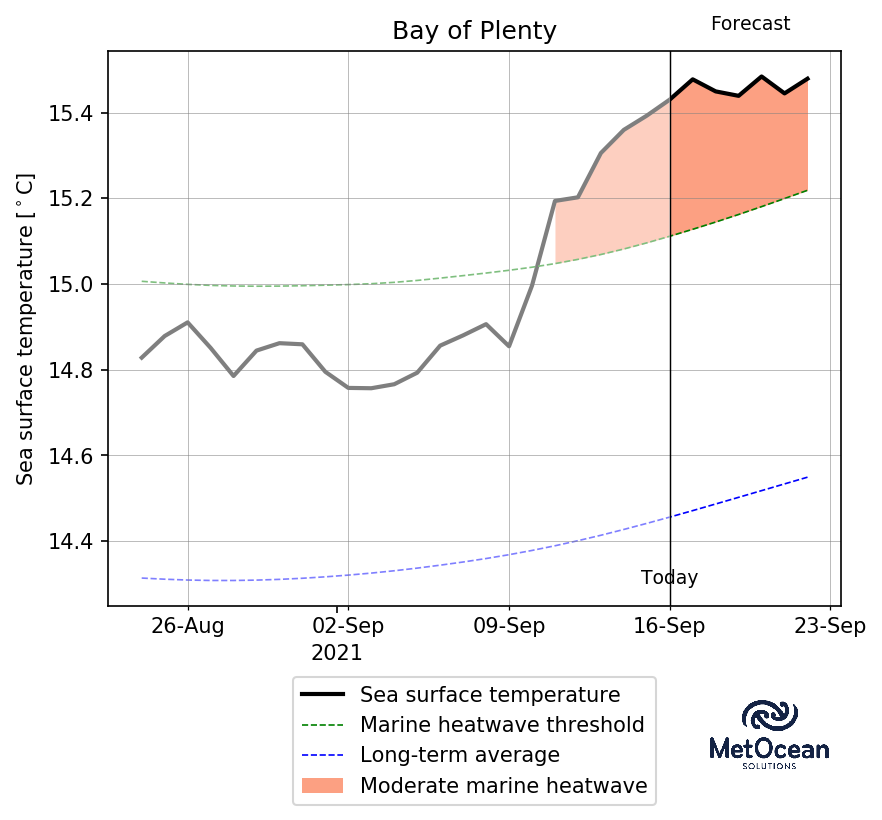 Forecast
Bay of Plenty
Sea surface temperature [°C]
15.4
15.2
15.0
14.8
14.6
14.4
Today
26-Aug 02-Sep 09-Sep 16-Sep 23-Sep
2021
Sea surface temperature
Marine heatwave threshold
Long-term average
Moderate marine heatwave
MetOcean
SOLUTIONS